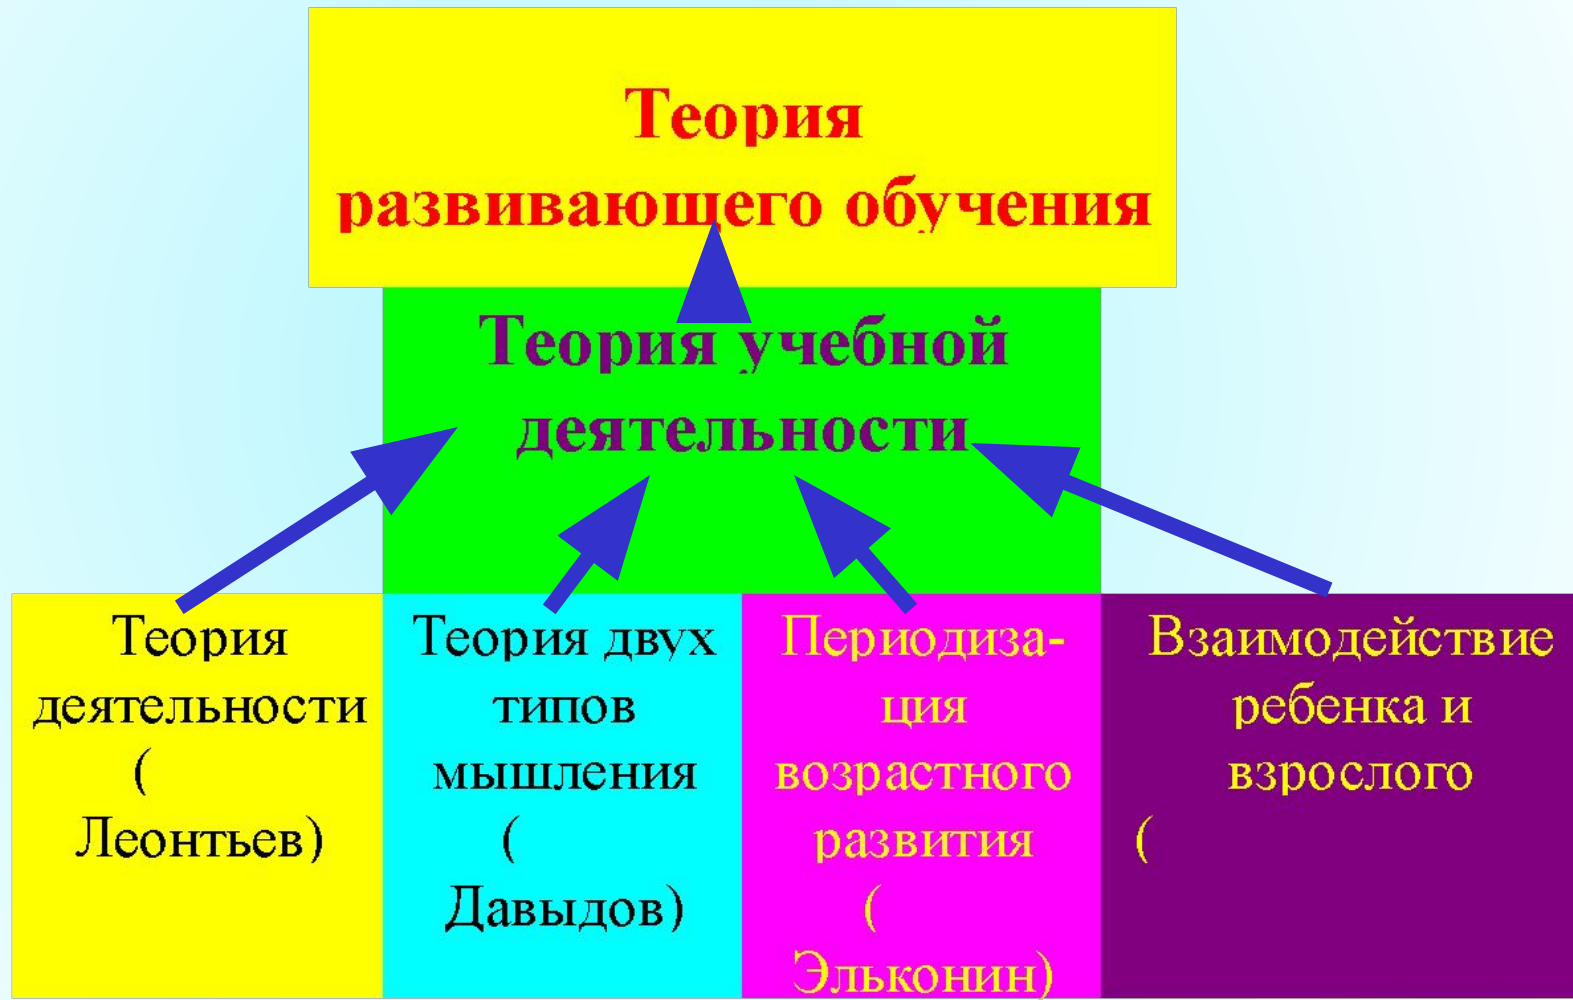 Теория
развивающего обучения
Теория учебной
деятельности
Теория
деятельности
(
Леонтьев)
Теория двух
типов
мышления
(
Давыдов)
Периодиза-
ция
возрастного
развития
(
Эльконин)
Взаимодействие
ребенка и
взрослого
(